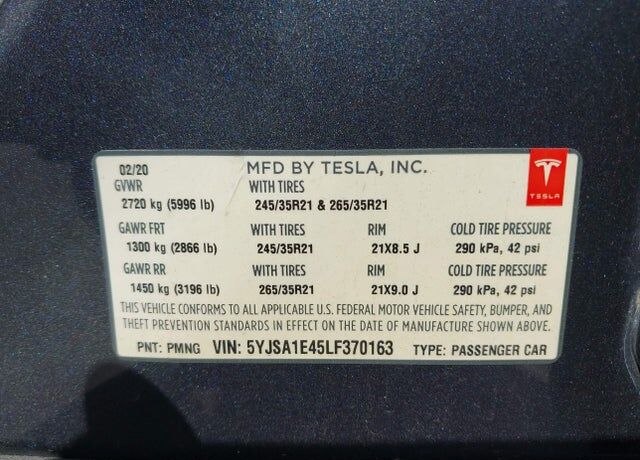 02/20 MFD BY TESLA, INC.
GVWR WITH TIRES
2720 kg (5996 lb) 245/35R21 & 265/35R21
GAWR FRT WITH TIRES RIM COLD TIRE PRESSURE
1300 kg (2866 lb) 245/35R21 21X8.5 J 290 kPa, 42 psi
GAWR RR WITH TIRES RIM COLD TIRE PRESSURE
1450 kg (3196 lb) 265/35R21 21X9.0 J 290 kPa, 42 psi
THIS VEHICLE CONFORMS TO ALL APPLICABLE U.S. FEDERAL MOTOR VEHICLE SAFETY, BUMPER, AND
THEFT PREVENTION STANDARDS IN EFFECT ON THE DATE OF MANUFACTURE SHOWN ABOVE.
PNT: PMNG VIN: 5YJSA1E45LF370163 TYPE: PASSENGER CAR
TESLA